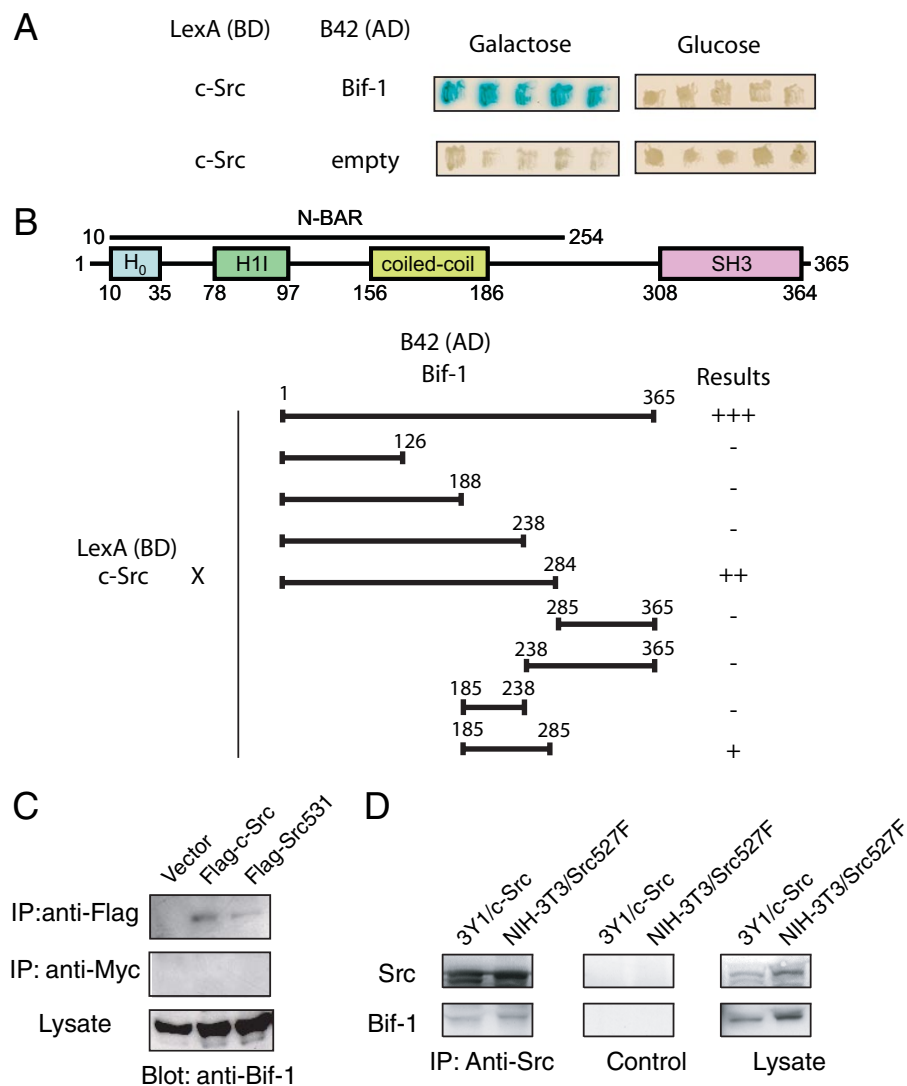 A
LexA (BD) B42 (AD) Galactose Glucose
c-Src Bif-1
c-Src empty
B
N-BAR
10 254
1 H0 H1I coiled-coil SH3 365
10 35 78 97 156 186 308 364
B42 (AD)
Bif-1 Results
1 365 +++
126 -
188 -
238 -
LexA (BD)
c-Src X
284 ++
285 365 -
238 365 -
185 238 -
185 285 +
C
Vector Flag-c-Src Flag-Src531
IP:anti-Flag
IP: anti-Myc
Lysate
Blot: anti-Bif-1
D
3Y1/c-Src NIH-3T3/Src527F 3Y1/c-Src NIH-3T3/Src527F 3Y1/c-Src NIH-3T3/Src527F
Src
Bif-1
IP: Anti-Src Control Lysate